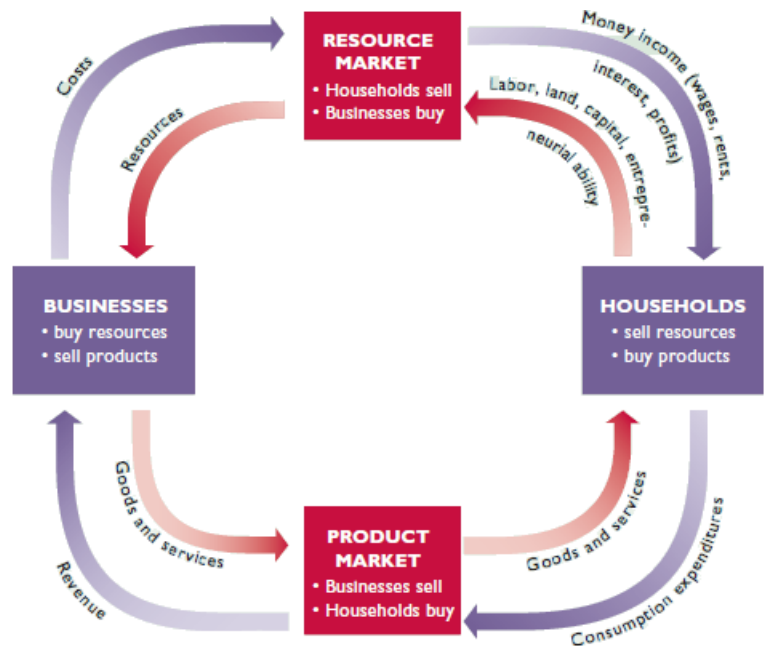 RESOURCE
MARKET
• Households sell
• Businesses buy
Costs
Resources
Money income (wages, rents,
interest, profits)
Labor, land, capital, entrepre-
neurial ability
BUSINESSES
• buy resources
• sell products
HOUSEHOLDS
• sell resources
• buy products
Goods and services
Revenue
PRODUCT
MARKET
• Businesses sell
• Households buy
Goods and services
Consumption expenditures